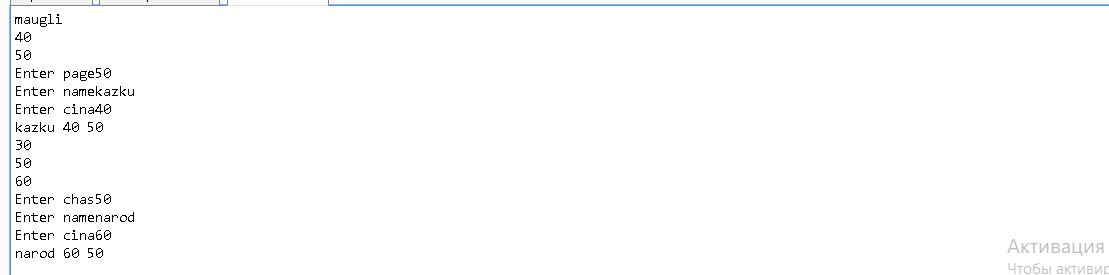 maugli
40
50
Enter page50
Enter namekazku
Enter cina40
kazku 40 50
30
50
60
Enter chas50
Enter namenarod
Enter cina60
narod 60 50
Активация
Чтобы активир